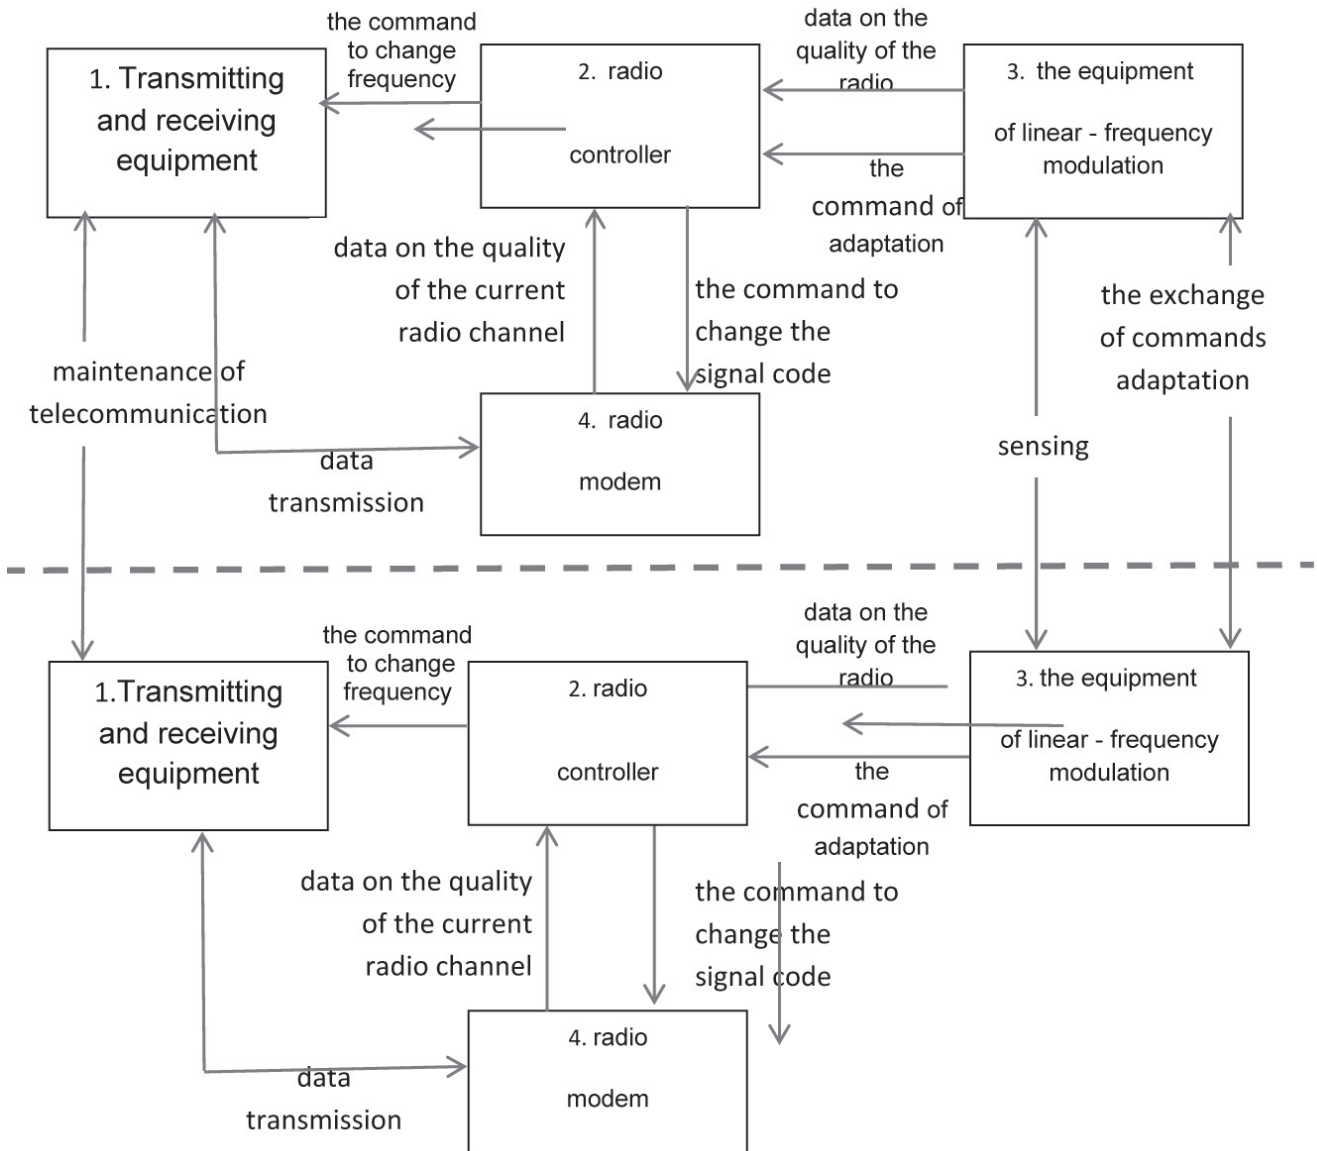 the command
to change
frequency
data on the
quality of the
radio
1. Transmitting
and receiving
equipment
2. radio
controller
3. the equipment
of linear - frequency
modulation
the
command of
adaptation
data on the quality
of the current
radio channel
the command to
change the
signal code
the exchange
of commands
adaptation
maintenance of
telecommunication
sensing
4. radio
modem
data
transmission
the command
to change
frequency
data on the
quality of the
radio
1.Transmitting
and receiving
equipment
2. radio
controller
3. the equipment
of linear - frequency
modulation
the
command of
adaptation
data on the quality
of the current
radio channel
the command to
change the
signal code
4. radio
modem
data
transmission